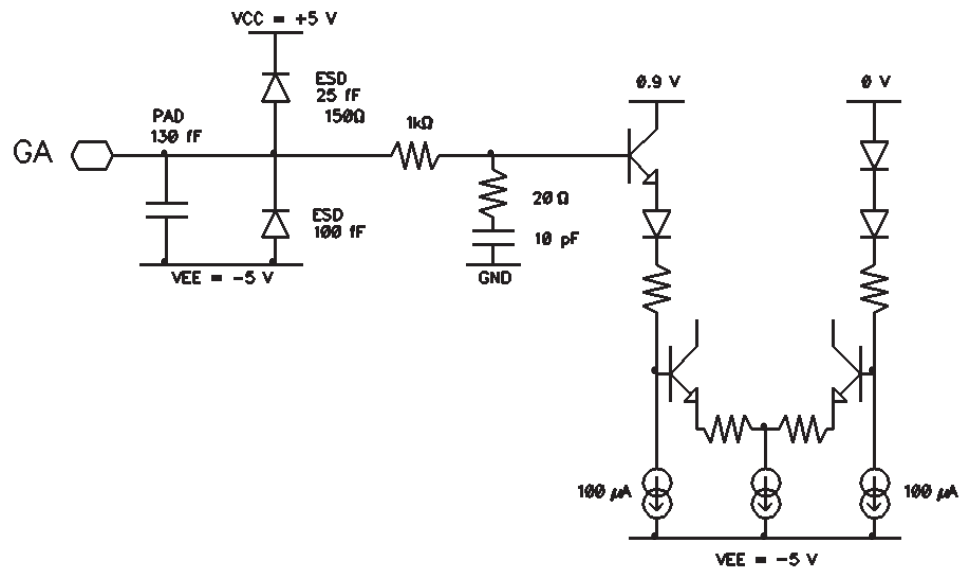 VCC = +5 V
ESD
25 fF
150Ω
PAD
130 fF
GA
1kΩ
0.9 V
0 V
20 Ω
10 pF
GND
ESD
100 fF
VEE = -5 V
100 µA
100 µA
VEE = -5 V